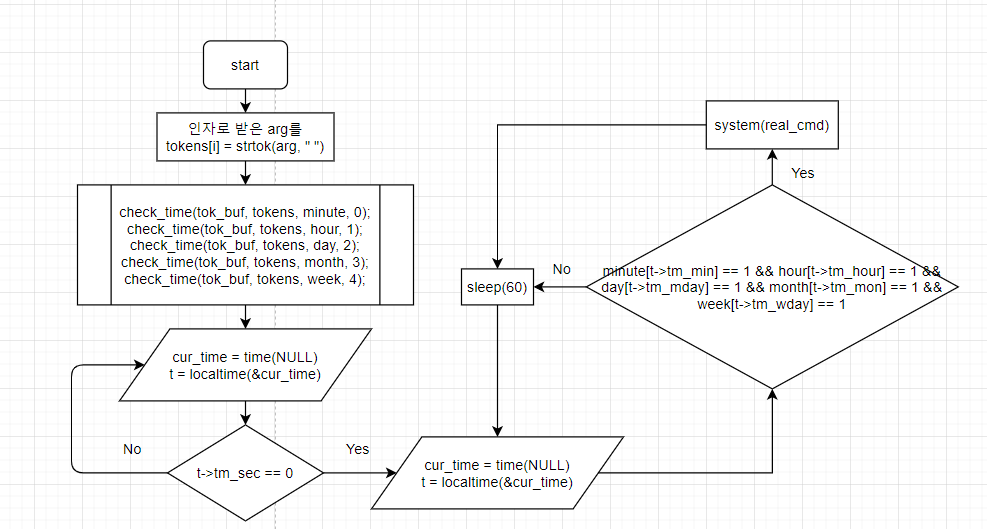 start
인자로 받은 arg를
tokens[i] = strtok(arg, " ")
check_time(tok_buf, tokens, minute, 0);
check_time(tok_buf, tokens, hour, 1);
check_time(tok_buf, tokens, day, 2);
check_time(tok_buf, tokens, month, 3);
check_time(tok_buf, tokens, week, 4);
cur_time = time(NULL)
t = localtime(&cur_time)
No
t->tm_sec == 0
Yes
cur_time = time(NULL)
t = localtime(&cur_time)
minute[t->tm_min] == 1 && hour[t->tm_hour] == 1 &&
day[t->tm_mday] == 1 && month[t->tm_mon] == 1 &&
week[t->tm_wday] == 1
Yes
system(real_cmd)
No
sleep(60)